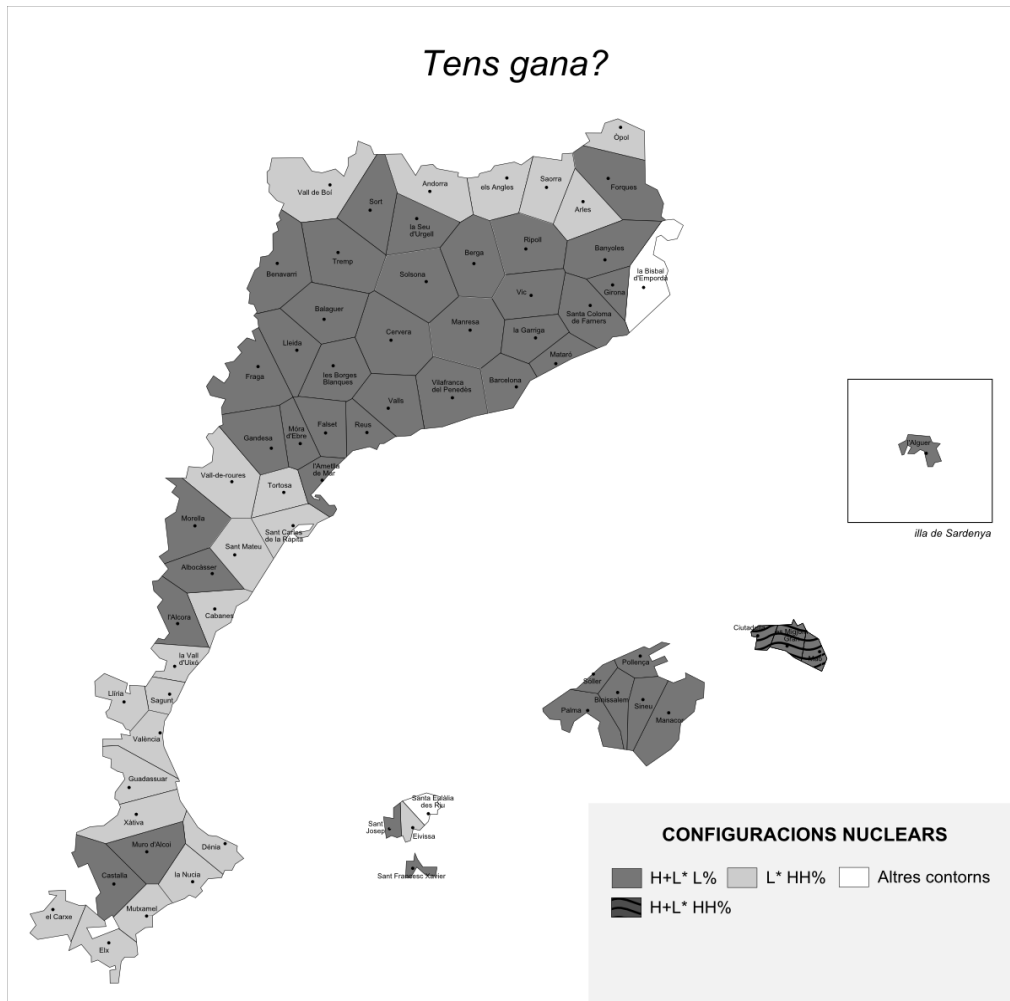 Tens gana?
Òpol
Vall de Boí
Andorra
els Angles
Saorra
Forques
Sort
Arles
la Seu
d'Urgell
Ripoll
Banyoles
Berga
Tremp
Benavarri
Solsona
la Bisbal
d'Empordà
Girona
Vic
Santa Coloma
de Farners
Balaguer
Manresa
Cervera
la Garriga
Lleida
Mataró
les Borges
Blanques
Fraga
Vilafranca
del Penedès
Barcelona
Valls
Falset
Reus
Móra
d'Ebre
Gandesa
l'Ametlla
de Mar
Vall-de-roures
Tortosa
Morella
Sant Carles
de la Ràpita
Sant Mateu
Albocàsser
l'Alcora
Cabanes
la Vall
d'Uixó
Llíria
Sagunt
València
Guadassuar
Xàtiva
Muro d'Alcoi
Dénia
Castalla
la Nucia
Mutxamel
el Carxe
Elx
l'Alguer
illa de Sardenya
Ciutadella
es Migjorn
Gran
Maó
Pollença
Sóller
Binissalem
Palma
Sineu
Manacor
Santa Eulàlia
des Riu
Sant
Josep
Eivissa
Sant Francesc Xavier
CONFIGURACIONS NUCLEARS
H+L* L%
L* HH%
Altres contorns
H+L* HH%